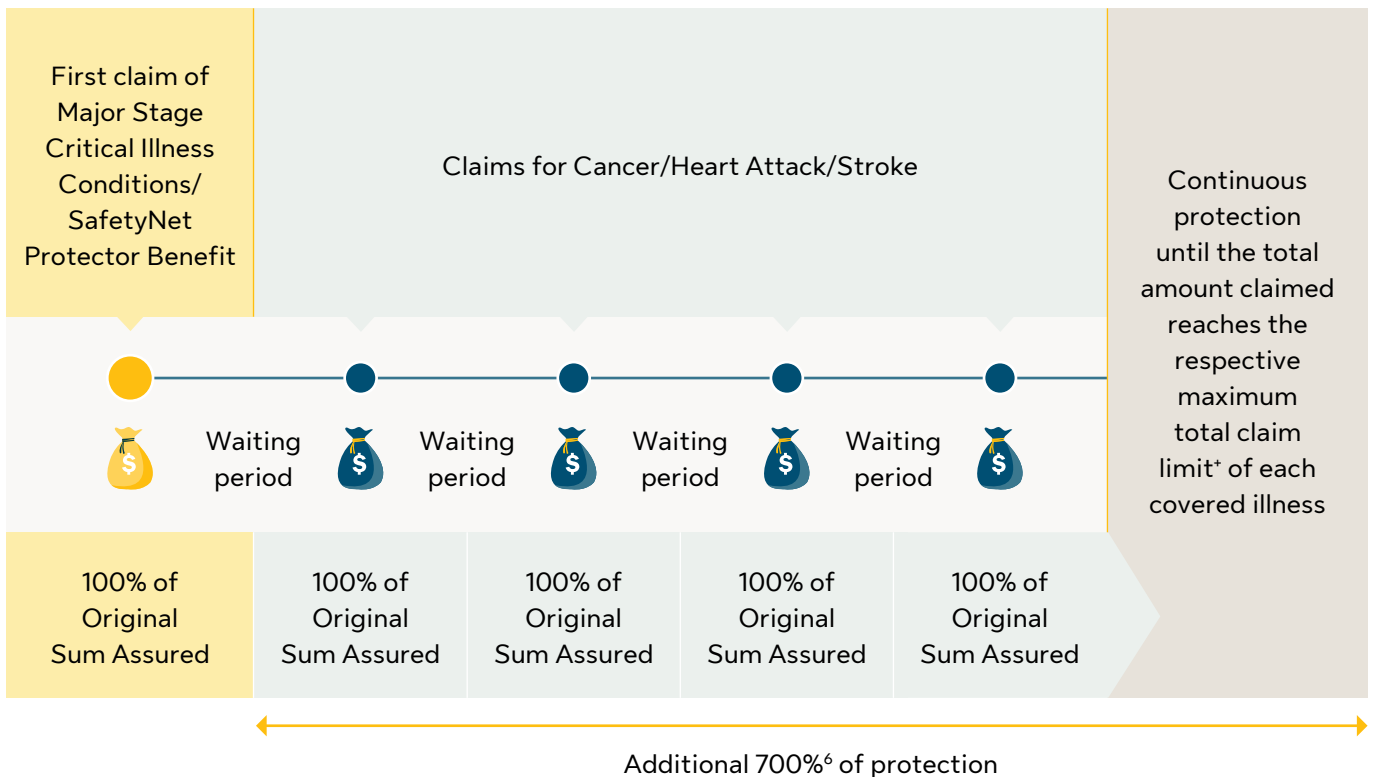 First claim of
Major Stage
Critical Illness
Conditions/
SafetyNet
Protector Benefit
Claims for Cancer/Heart Attack/Stroke
Continuous
protection
until the total
amount claimed
reaches the
respective
maximum
total claim
limit⁺ of each
covered illness
$
Waiting
period
$
Waiting
period
$
Waiting
period
$
Waiting
period
$
100% of
Original
Sum Assured
100% of
Original
Sum Assured
100% of
Original
Sum Assured
100% of
Original
Sum Assured
100% of
Original
Sum Assured
Additional 700%⁶ of protection